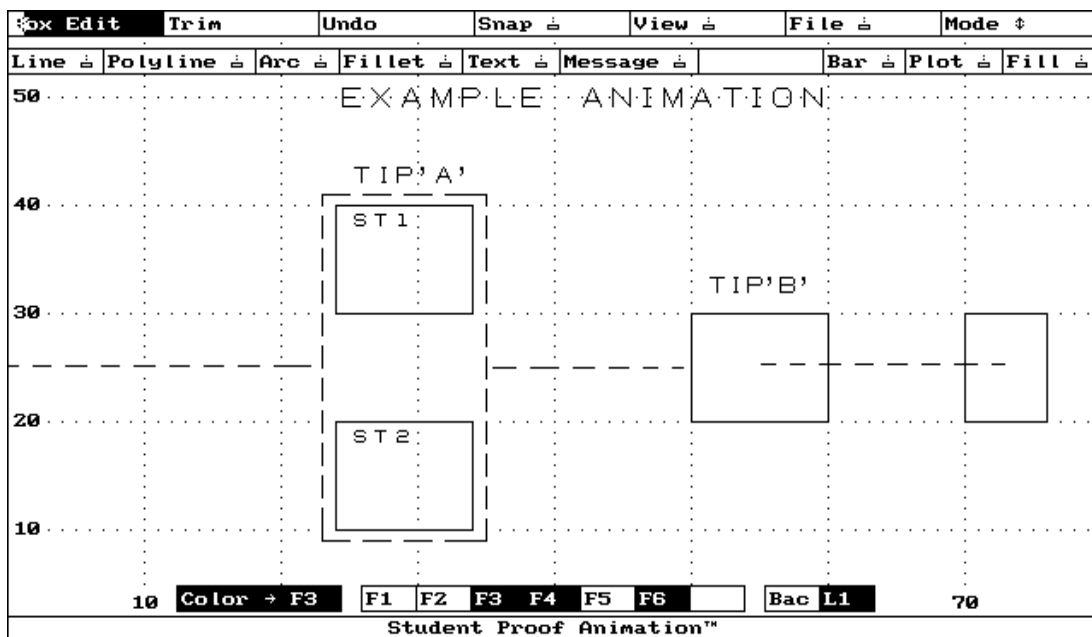 Box Edit Trim Undo Snap View File Mode
Line Polyline Arc Fillet Text Message Bar Plot Fill
50 EXAMPLE ANIMATION
TIP'A'
40
ST1
TIP'B'
30
20
ST2
10
10 Color → F3 F1 F2 F3 F4 F5 F6 Bac L1 70
Student Proof Animation™